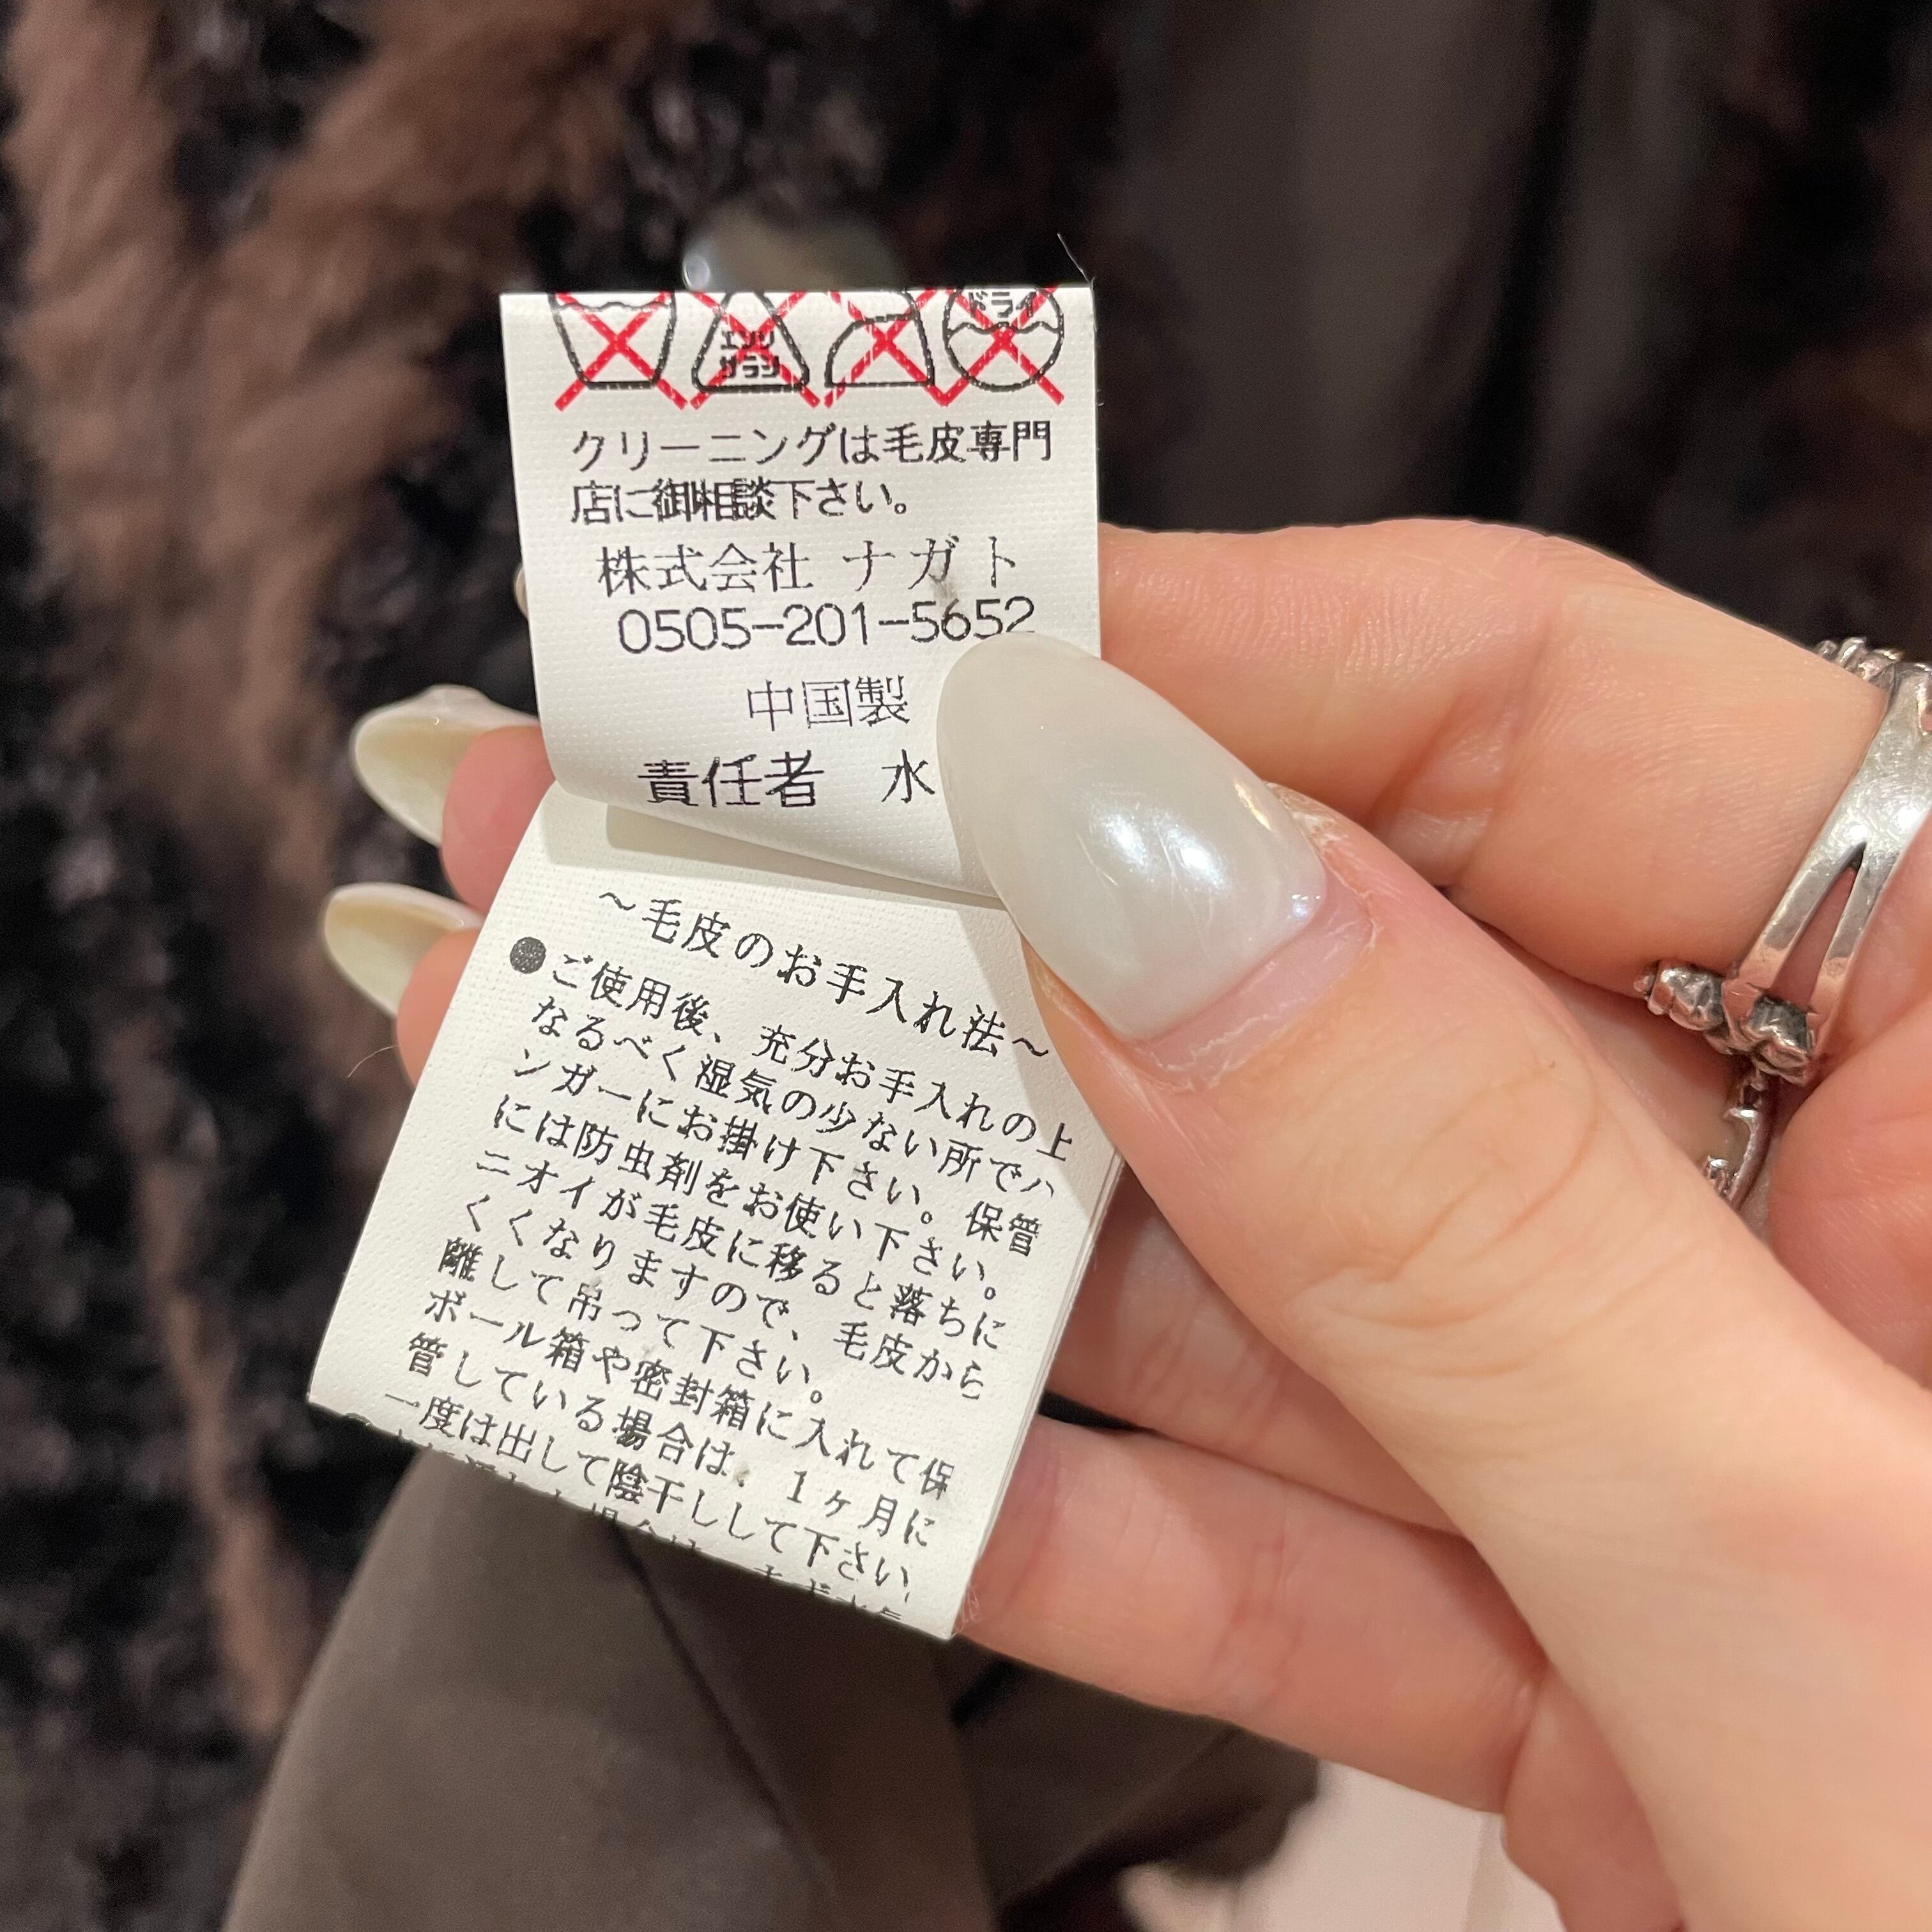 エンソ
サラシ
ドライ
クリーニングは毛皮専門
店に御相談下さい。
株式会社 ナガト
0505-201-5652
中国製
責任者 水
～毛皮のお手入れ法～
●ご使用後、充分お手入れの上
なるべく湿気の少ない所でハ
ンガーにお掛け下さい。保管
には防虫剤をお使い下さい。
ニオイが毛皮に移ると落ちに
くくなりますので、毛皮から
離して吊って下さい。
ボール箱や密封箱に入れて保
管している場合は、1ヶ月に
一度は出して陰干しして下さい